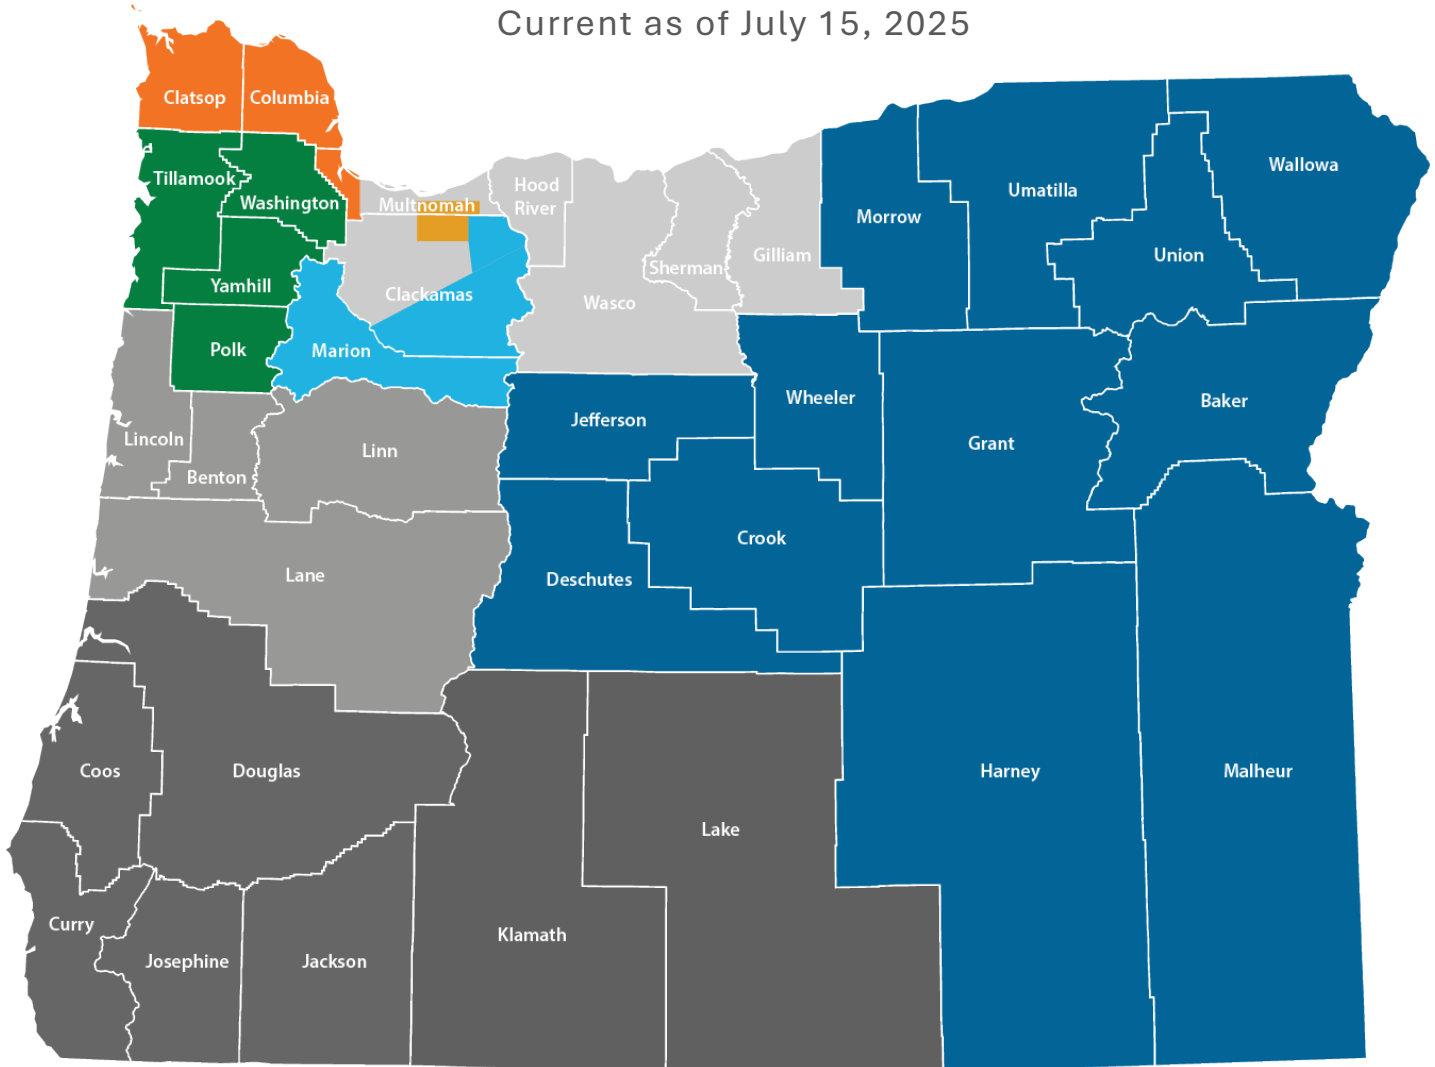 Current as of July 15, 2025
Clatsop
Columbia
Tillamook
Washington
Multnomah
Hood
River
Wallowa
Umatilla
Morrow
Union
Gilliam
Sherman
Yamhill
Clackamas
Wasco
Polk
Marion
Wheeler
Baker
Jefferson
Grant
Lincoln
Linn
Benton
Crook
Lane
Deschutes
Coos
Douglas
Harney
Malheur
Lake
Curry
Klamath
Josephine
Jackson